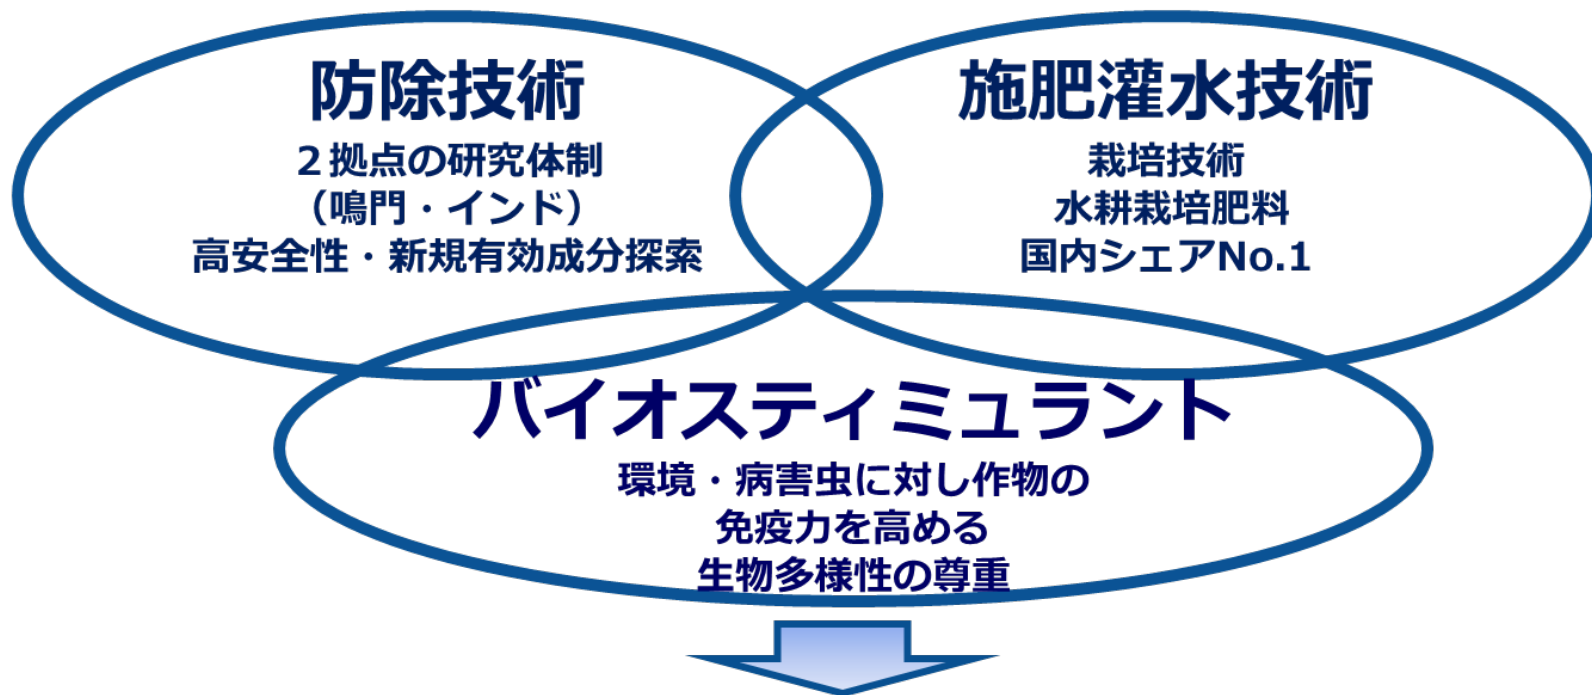 防除技術
２拠点の研究体制
（鳴門・インド）
高安全性・新規有効成分探索
施肥灌水技術
栽培技術
水耕栽培肥料
国内シェアNo.1
バイオスティミュラント
環境・病害虫に対し作物の
免疫力を高める
生物多様性の尊重